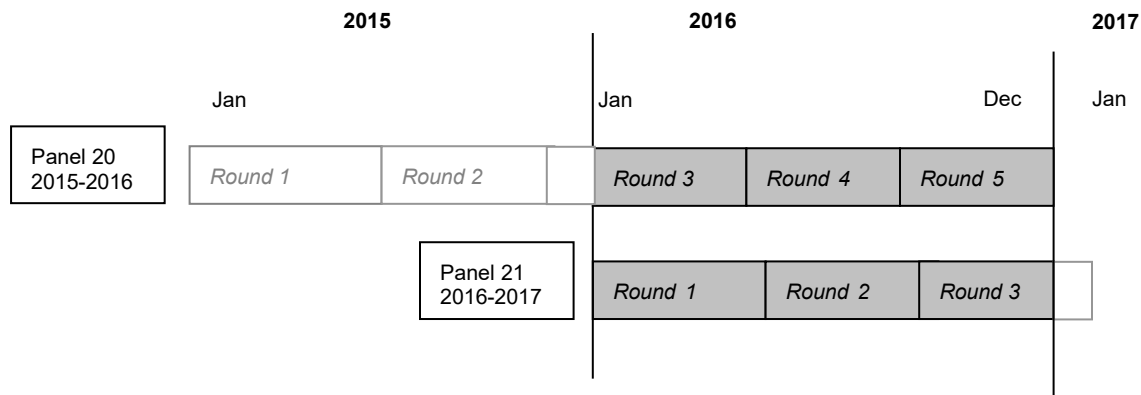 2015 2016 2017
Jan Jan Dec Jan
Panel 20
2015-2016
Round 1 Round 2 Round 3 Round 4 Round 5
Panel 21
2016-2017
Round 1 Round 2 Round 3